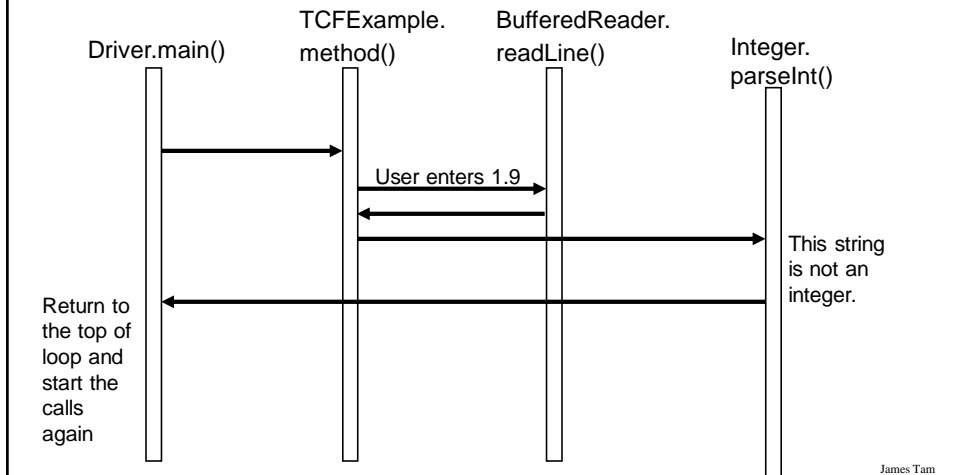 Driver.main()
TCFExample.
method()
BufferedReader.
readLine()
Integer.
parseInt()
User enters 1.9
This string
is not an
integer.
Return to
the top of
loop and
start the
calls
again
James Tam